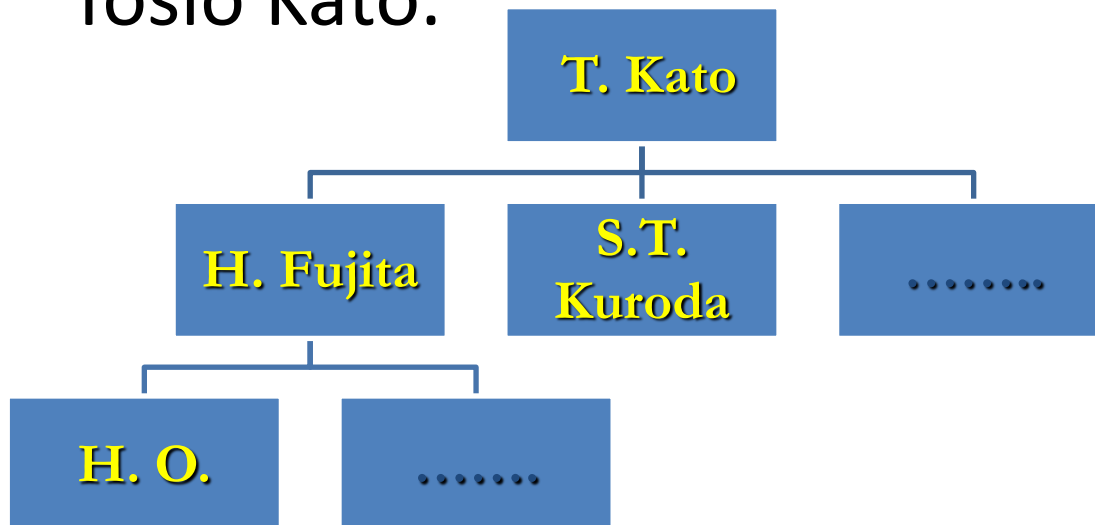 Tosio Kato.
T. Kato
H. Fujita
S.T.
Kuroda
.........
H. O.
.......